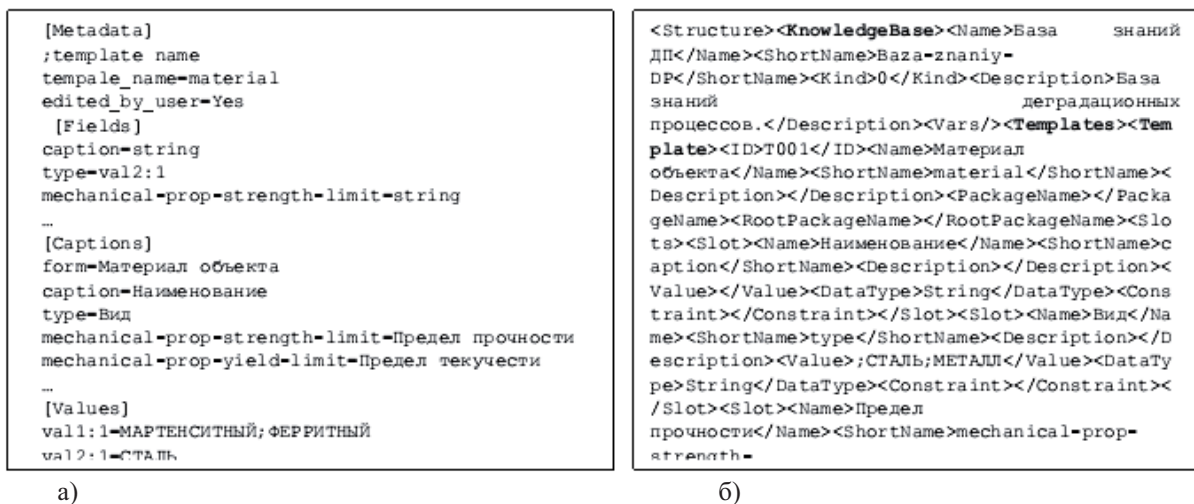 [Metadata]
;template name
tempale_name=material
edited_by_user=Yes
[Fields]
caption=string
type=val2:1
mechanical-prop-strength-limit=string
…
[Captions]
form=Материал объекта
caption=Наименование
type=Вид
mechanical-prop-strength-limit=Предел прочности
mechanical-prop-yield-limit=Предел текучести
…
[Values]
val1:1=МАРТЕНСИТНЫЙ;ФЕРРИТНЫЙ
val2:1=СТАЛЬ
а)
<Structure><KnowledgeBase><Name>База знаний
ДП</Name><ShortName>Baza-znaniy-
DP</ShortName><Kind>0</Kind><Description>База
знаний деградационных
процессов.</Description><Vars/><Templates><Tem
plate><ID>T001</ID><Name>Материал
объекта</Name><ShortName>material</ShortName><
Description></Description><PackageName></Packa
geName><RootPackageName></RootPackageName><Slo
ts><Slot><Name>Наименование</Name><ShortName>c
aption</ShortName><Description></Description><
Value></Value><DataType>String</DataType><Cons
traint></Constraint></Slot><Slot><Name>Вид</Na
me><ShortName>type</ShortName><Description></D
escription><Value>;СТАЛЬ;МЕТАЛЛ</Value><DataTy
pe>String</DataType><Constraint></Constraint><
/Slot><Slot><Name>Предел
прочности</Name><ShortName>mechanical-prop-
strength-
б)